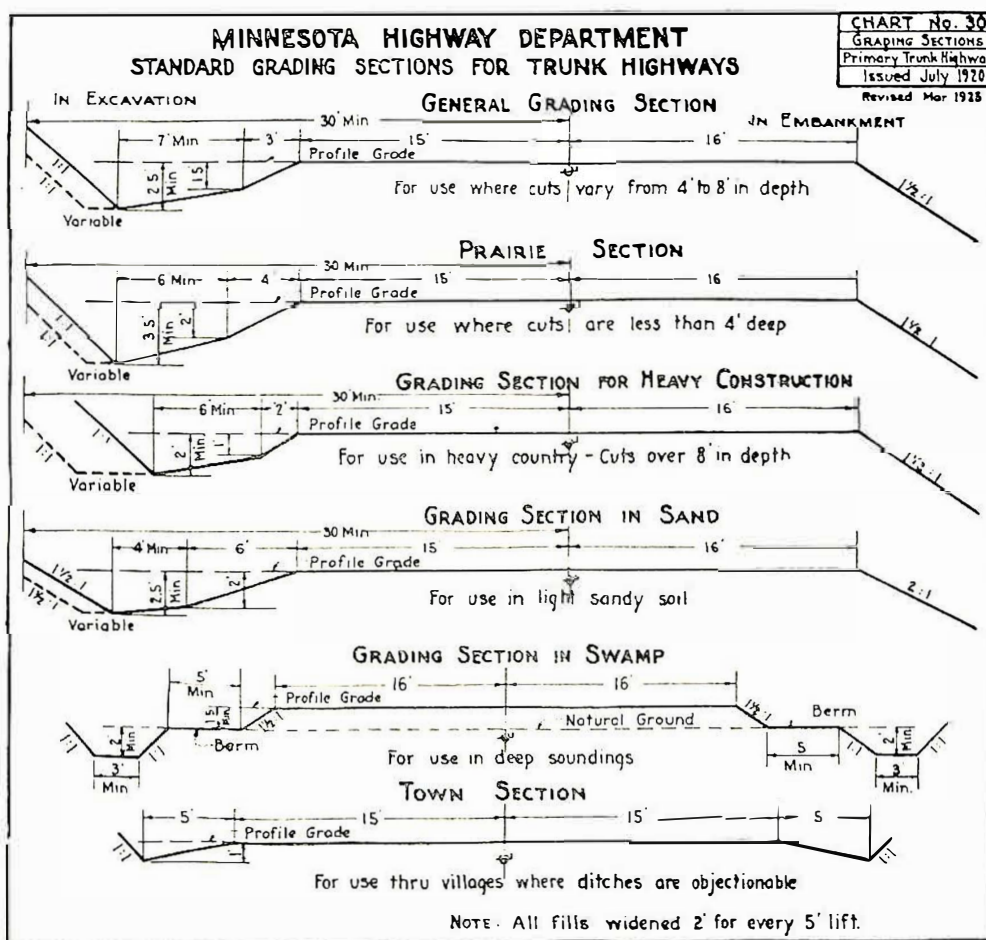 MINNESOTA HIGHWAY DEPARTMENT
STANDARD GRADING SECTIONS FOR TRUNK HIGHWAYS
CHART No. 30
GRADING SECTIONS
Primary Trunk Highwa
Issued July 1920
Revised Mar 1925
IN EXCAVATION
GENERAL GRADING SECTION
IN EMBANKMENT
30' Min
7' Min 3' 15' 16'
Profile Grade
1:1
1:1
2.5' Min 1.5'
1½:1
For use where cuts vary from 4' to 8' in depth
Variable
PRAIRIE SECTION
30' Min
6' Min 4 15' 16
Profile Grade
1:1
1:1
3.5' Min 2'
1½:1
For use where cuts are less than 4' deep
Variable
GRADING SECTION FOR HEAVY CONSTRUCTION
30' Min.
6' Min 2' 15' 16'
Profile Grade
1:1
1:1
2' Min 1'
1½:1
For use in heavy country - Cuts over 8' in depth
Variable
GRADING SECTION IN SAND
30 Min
4' Min 6' 15' 16'
Profile Grade
1½:1
1½:1
2.5' Min 2'
2:1
For use in light sandy soil
Variable
GRADING SECTION IN SWAMP
5' Min 16' 16'
Profile Grade
1.5' Min 1½:1 Natural Ground 1½:1 Berm
1:1 2' Min 1:1 Berm 5 Min 1:1 2' Min 1:1
For use in deep soundings
3' Min 3' Min.
TOWN SECTION
5' 15' 15' 5
Profile Grade
1:1 1' 1:1
For use thru villages where ditches are objectionable
NOTE. All fills widened 2' for every 5' lift.